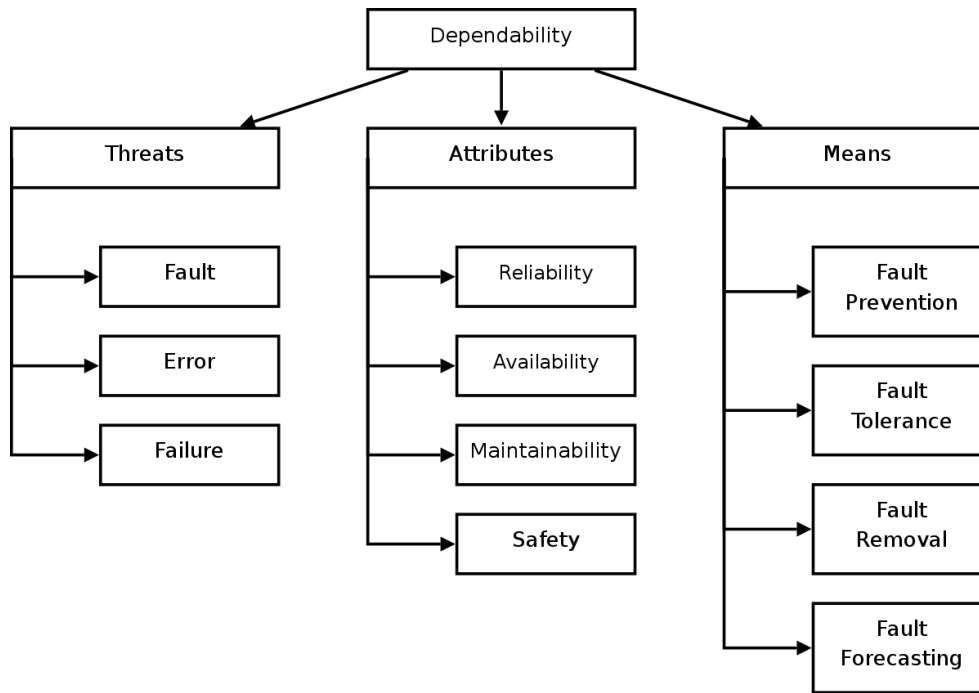 Dependability
Threats
Attributes
Means
Fault
Error
Failure
Reliability
Availability
Maintainability
Safety
Fault
Prevention
Fault
Tolerance
Fault
Removal
Fault
Forecasting